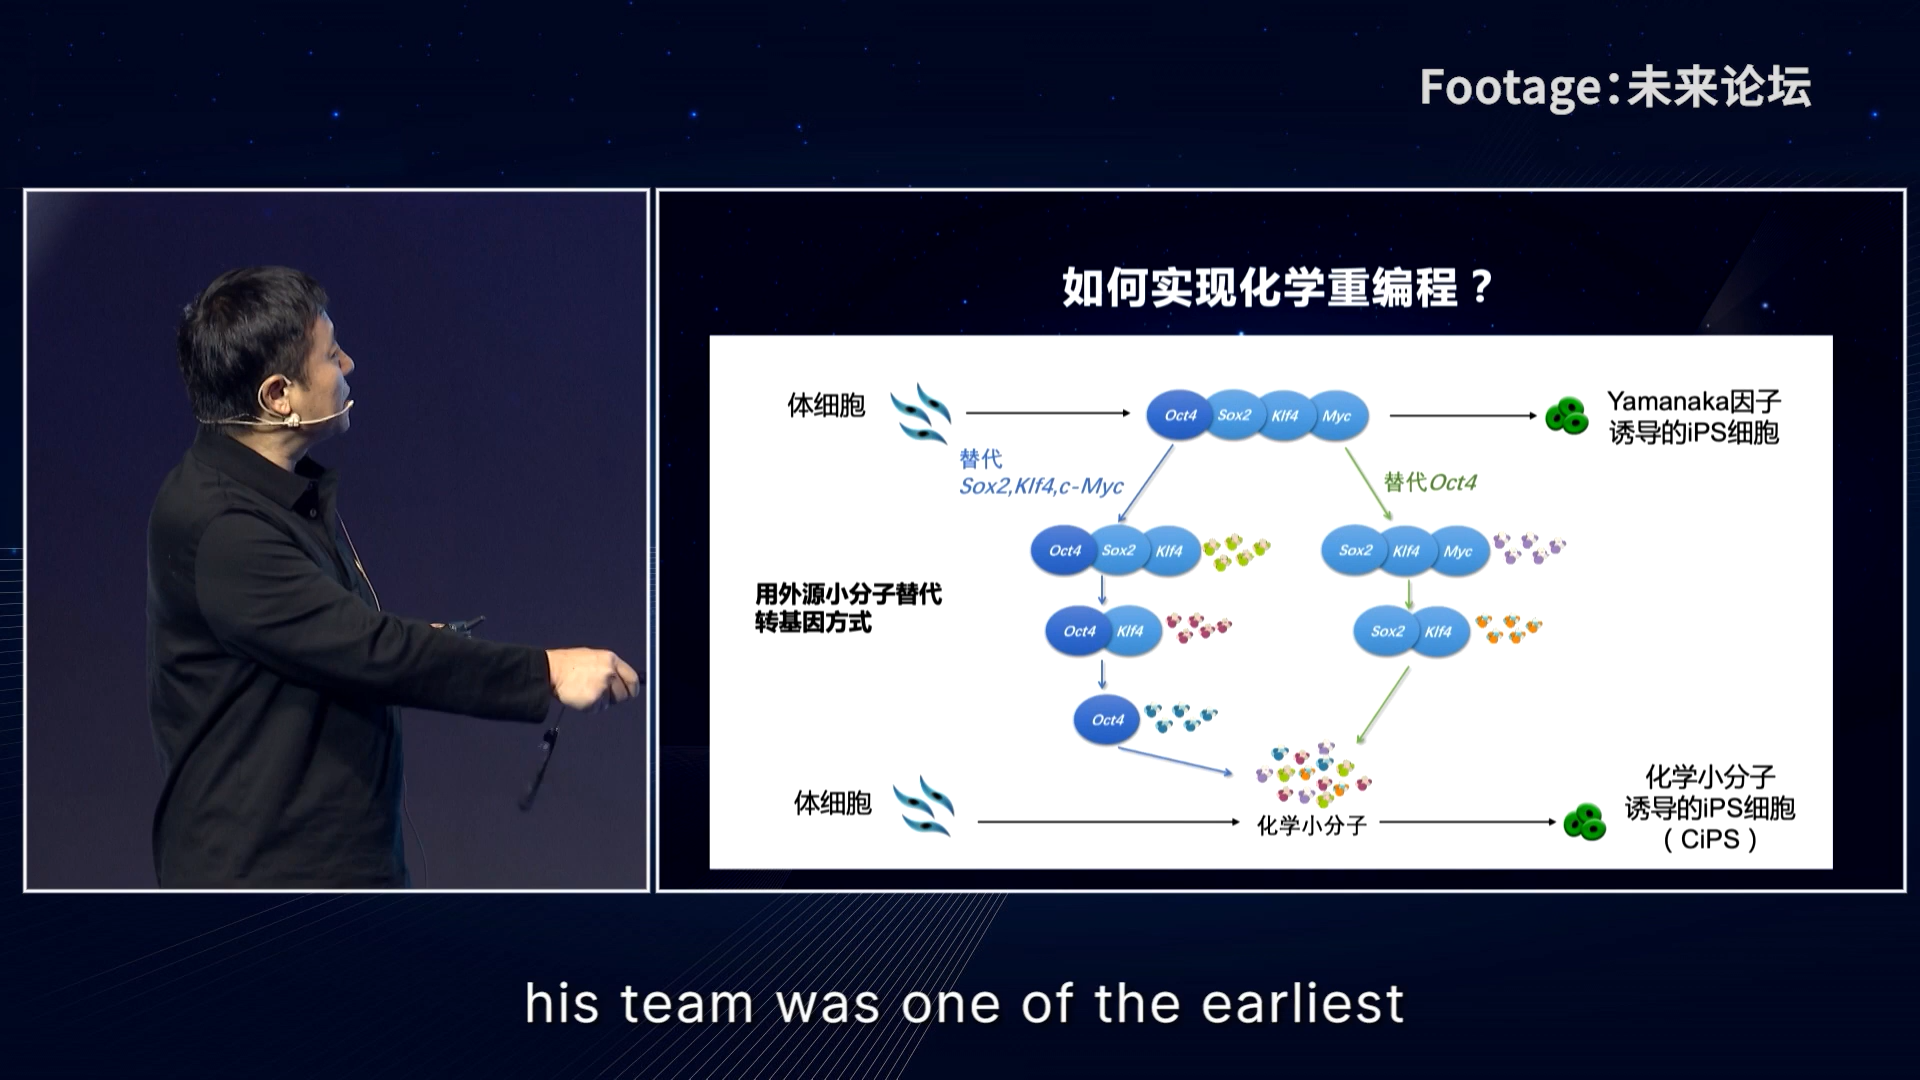 Footage:未来论坛
如何实现化学重编程？
体细胞
Oct4 Sox2 Klf4 Myc
Yamanaka因子
诱导的iPS细胞
替代
Sox2,Klf4,c-Myc
替代Oct4
Oct4 Sox2 Klf4
Sox2 Klf4 Myc
用外源小分子替代
转基因方式
Oct4 Klf4
Sox2 Klf4
Oct4
体细胞
化学小分子
化学小分子
诱导的iPS细胞
（CiPS）
his team was one of the earliest